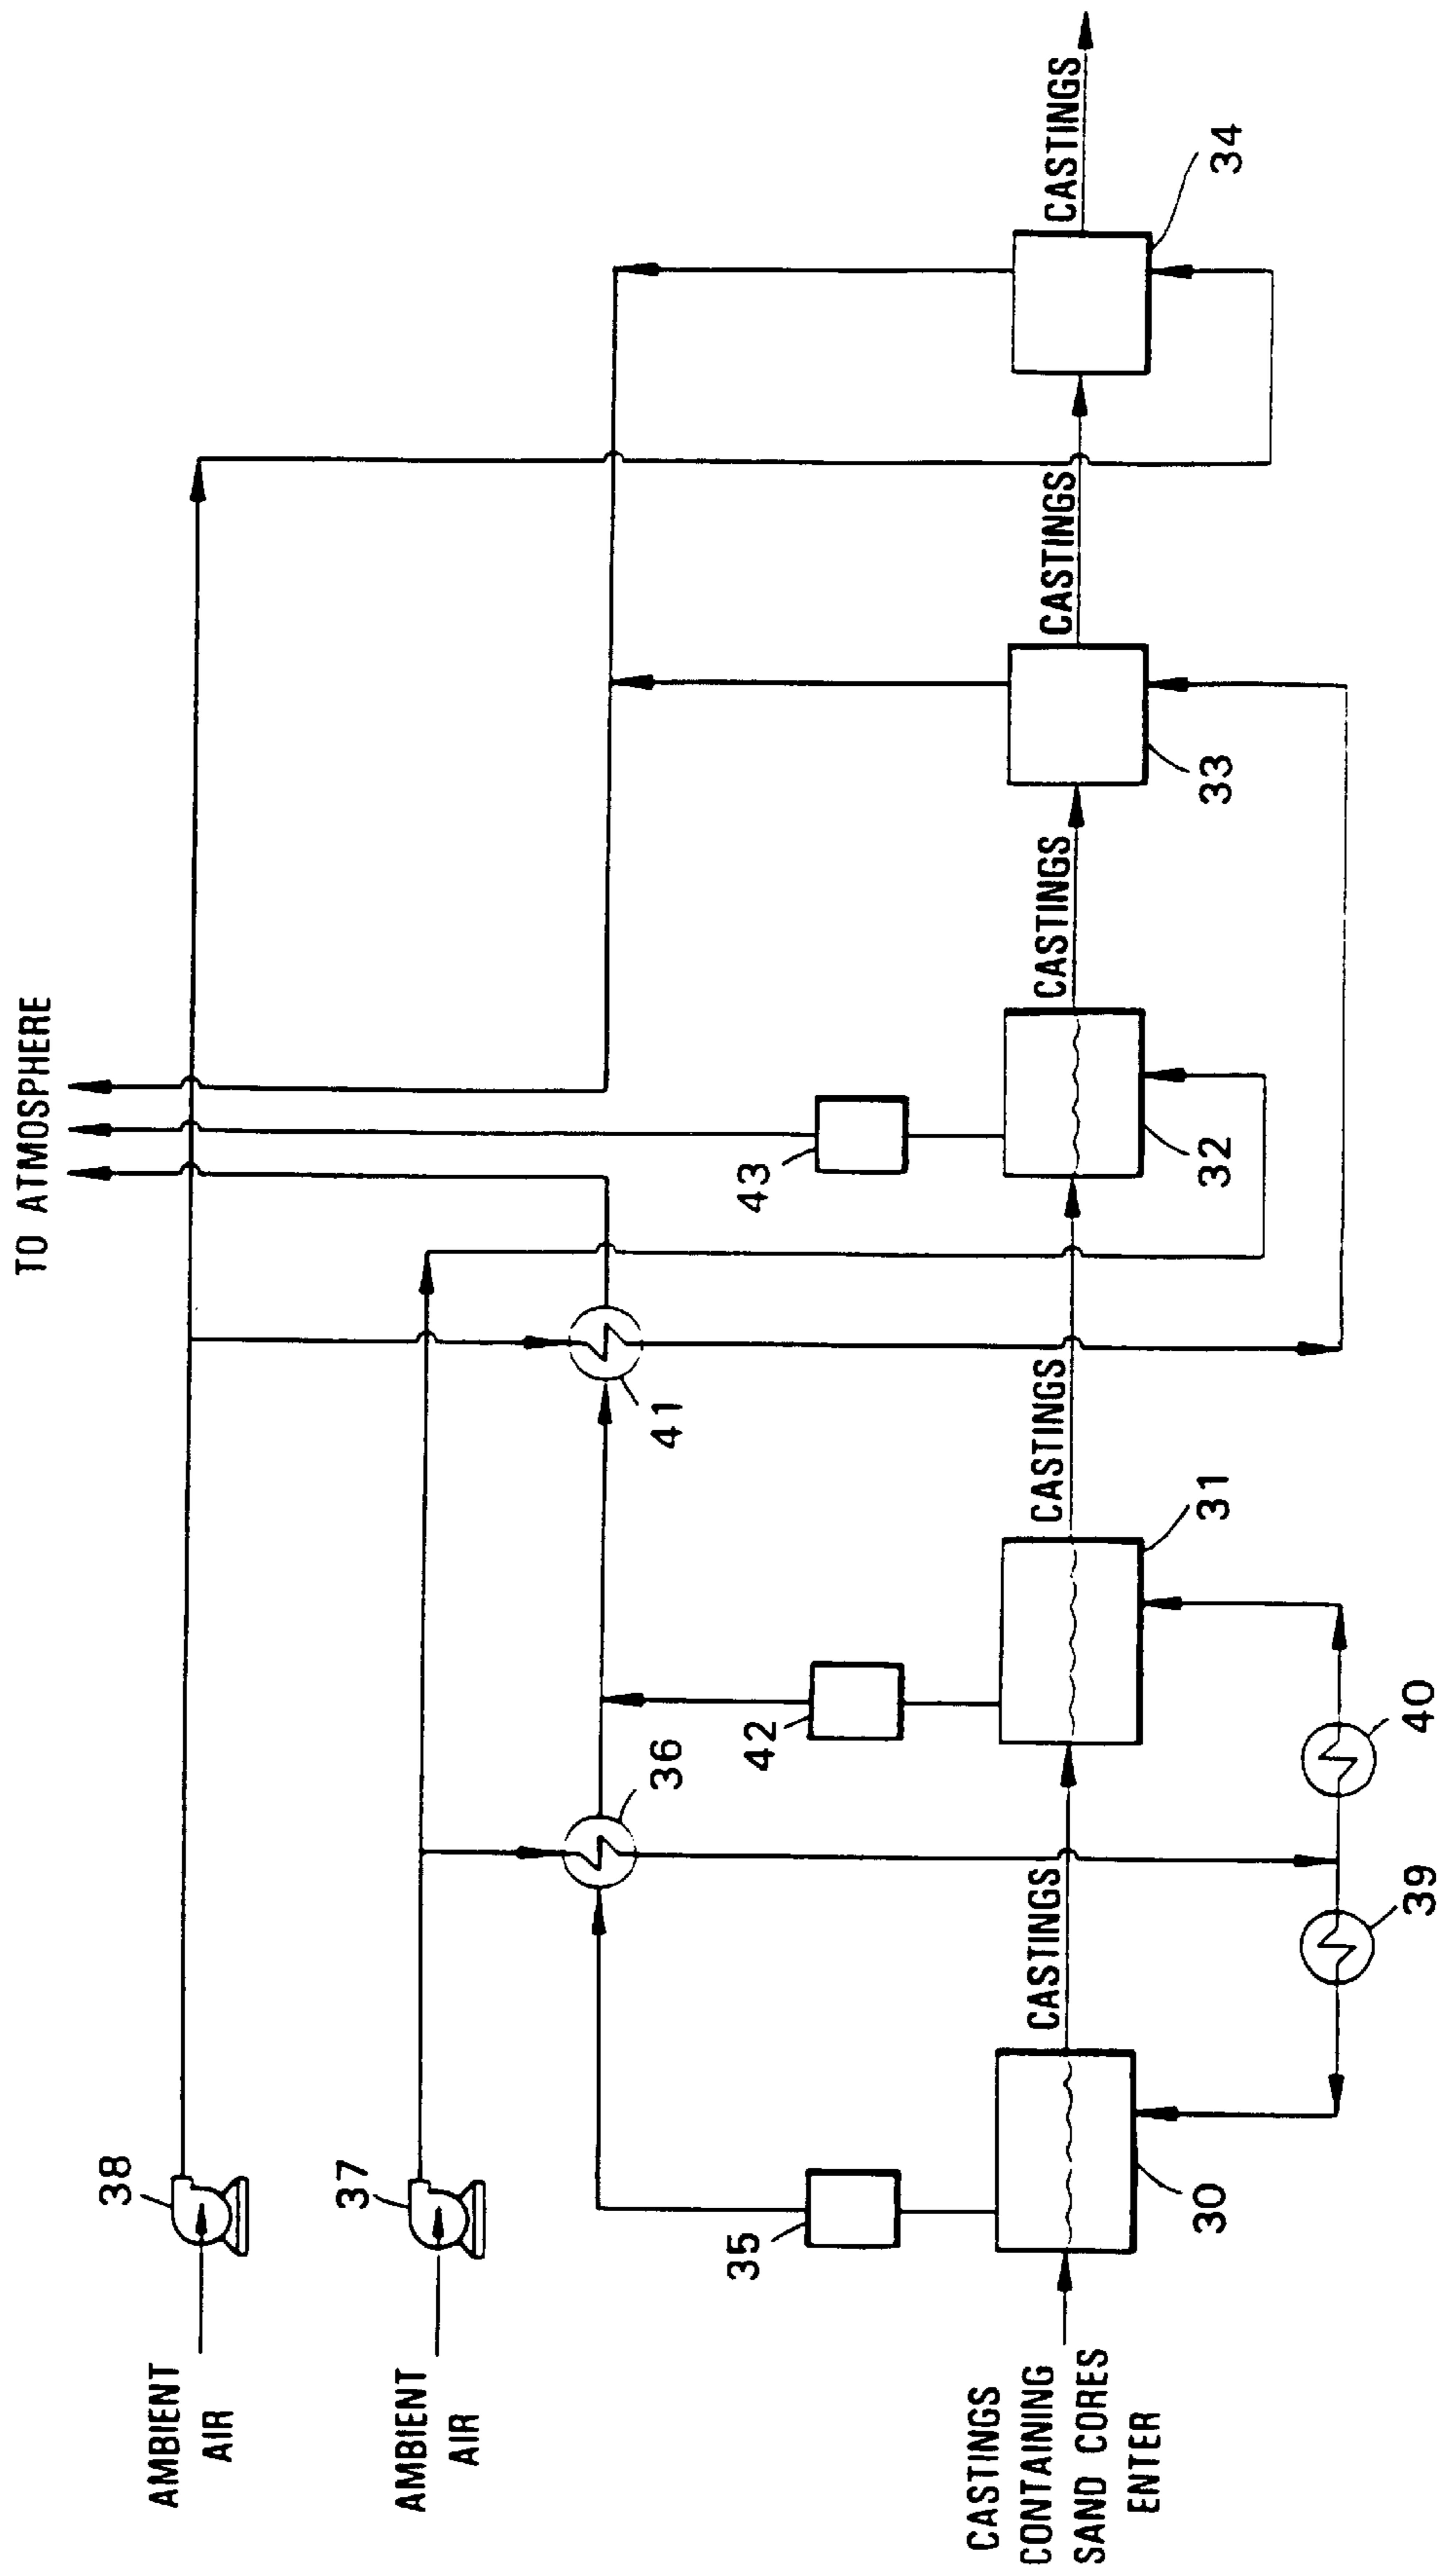 TO ATMOSPHERE
AMBIENT
AIR
38
AMBIENT
AIR
37
36
41
35
42
43
CASTINGS
CONTAINING
SAND CORES
ENTER
CASTINGS
CASTINGS
CASTINGS
CASTINGS
CASTINGS
30
31
32
33
34
39
40